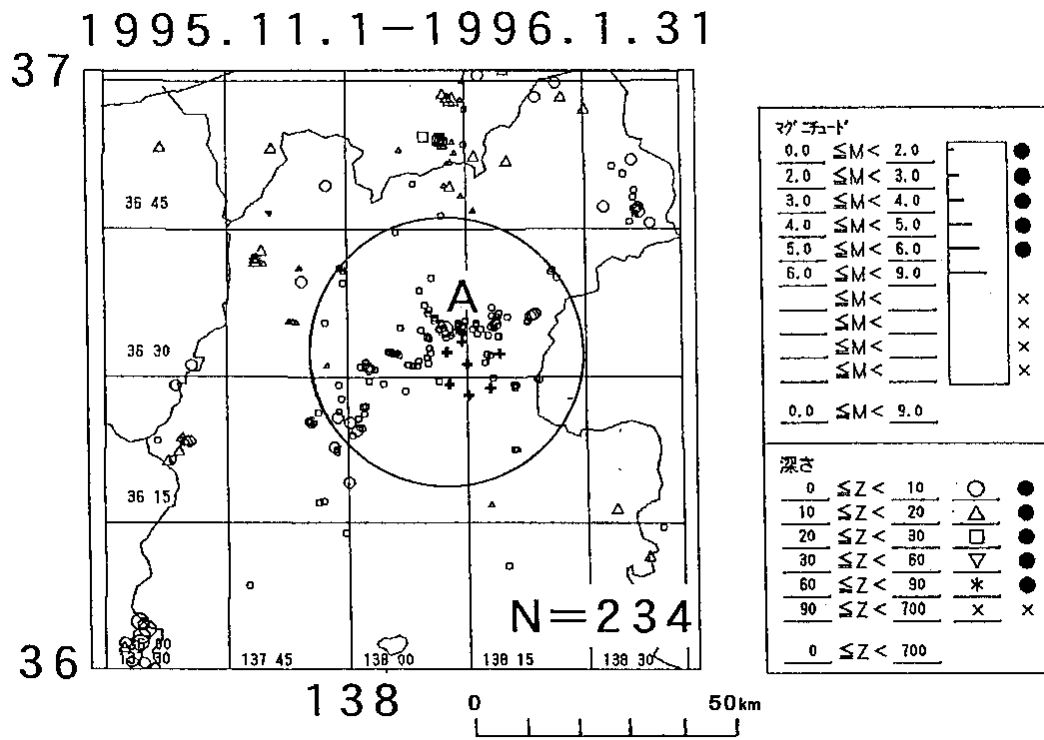 1995.11.1-1996.1.31
37
36 45
36 30
36 15
A
N=234
137 45
138 00
138 15
138 30
36
138
0 50km
マグニチュード
0.0 ≦M< 2.0
2.0 ≦M< 3.0
3.0 ≦M< 4.0
4.0 ≦M< 5.0
5.0 ≦M< 6.0
6.0 ≦M< 9.0
≦M<
≦M<
≦M<
≦M<
0.0 ≦M< 9.0
深さ
0 ≦Z< 10
10 ≦Z< 20
20 ≦Z< 30
30 ≦Z< 60
60 ≦Z< 90
90 ≦Z< 700
0 ≦Z< 700